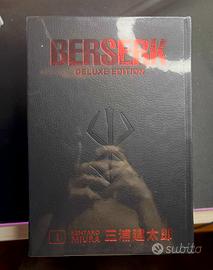 BERSERK
DELUXE EDITION
1 KENTARO MIURA 三浦建太郎
subito